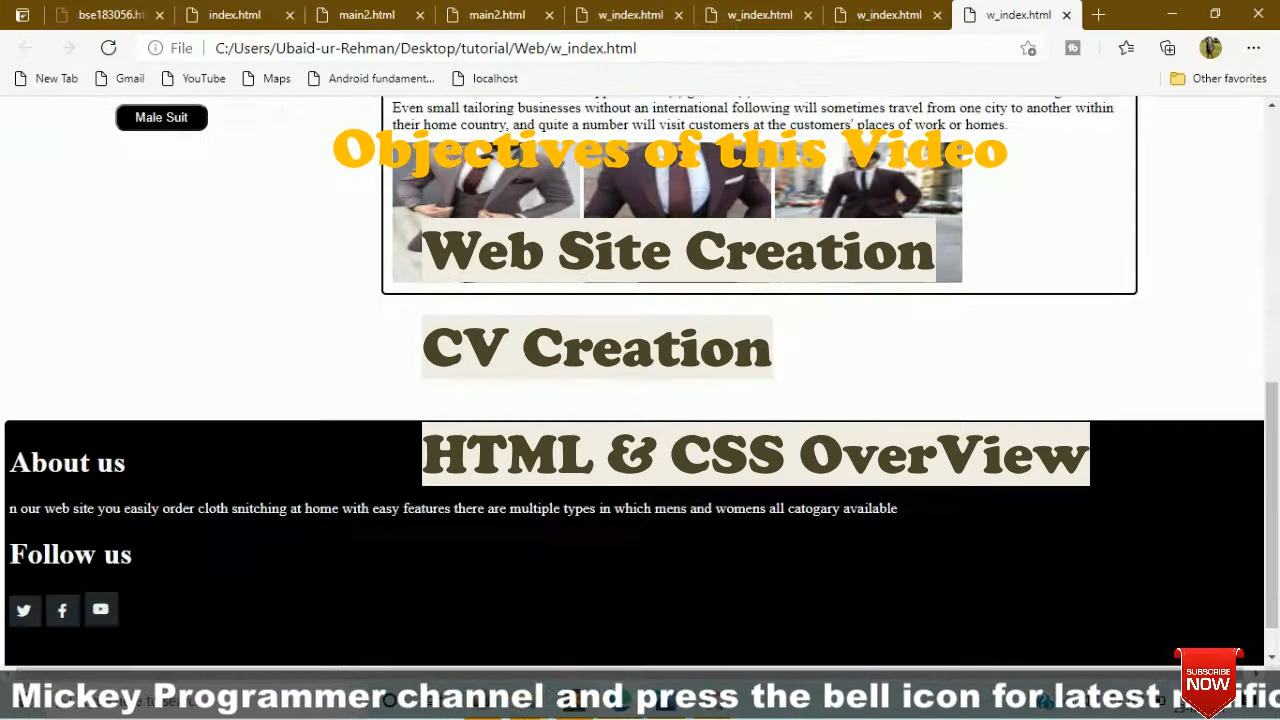 bse183056.h
index.html
main2.html
main2.html
w_index.html
w_index.html
w_index.html
w_index.html
File
C:/Users/Ubaid-ur-Rehman/Desktop/tutorial/Web/w_index.html
New Tab
Gmail
YouTube
Maps
Android fundament...
localhost
Other favorites
Male Suit
Even small tailoring businesses without an international following will sometimes travel from one city to another within
their home country, and quite a number will visit customers at the customers' places of work or homes.
Objectives of this Video
Web Site Creation
CV Creation
HTML & CSS OverView
About us
n our web site you easily order cloth snitching at home with easy features there are multiple types in which mens and womens all catogary available
Follow us
Mickey Programmer channel and press the bell icon for latest
SUBSCRIBE
NOW